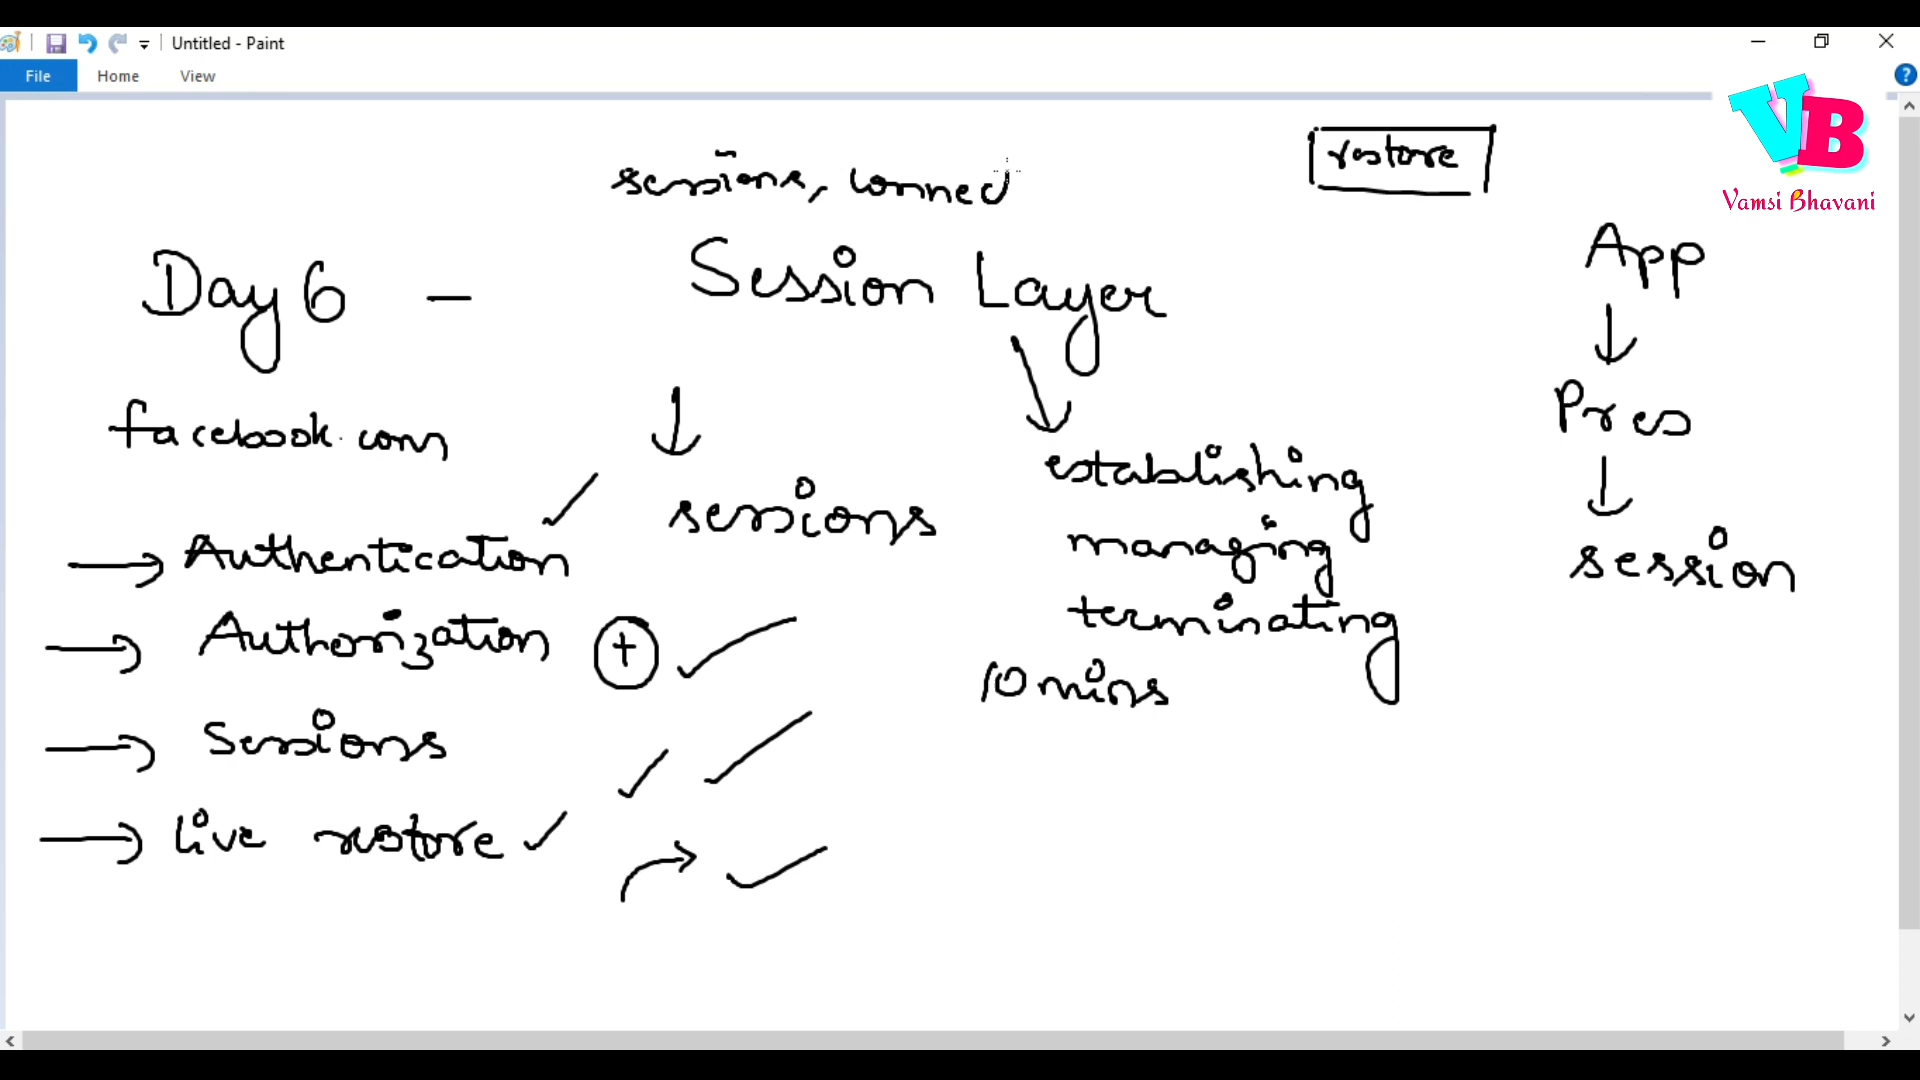 Untitled - Paint
File Home View
VB
Vamsi Bhavani
restore
sessions, connec
Day 6 - Session Layer
App
↓
Pres
↓
session
facebook.com
sessions
establishing
managing
terminating
10 mins
→ Authentication ✓
→ Authorization + ✓
→ Sessions
→ live restore ✓